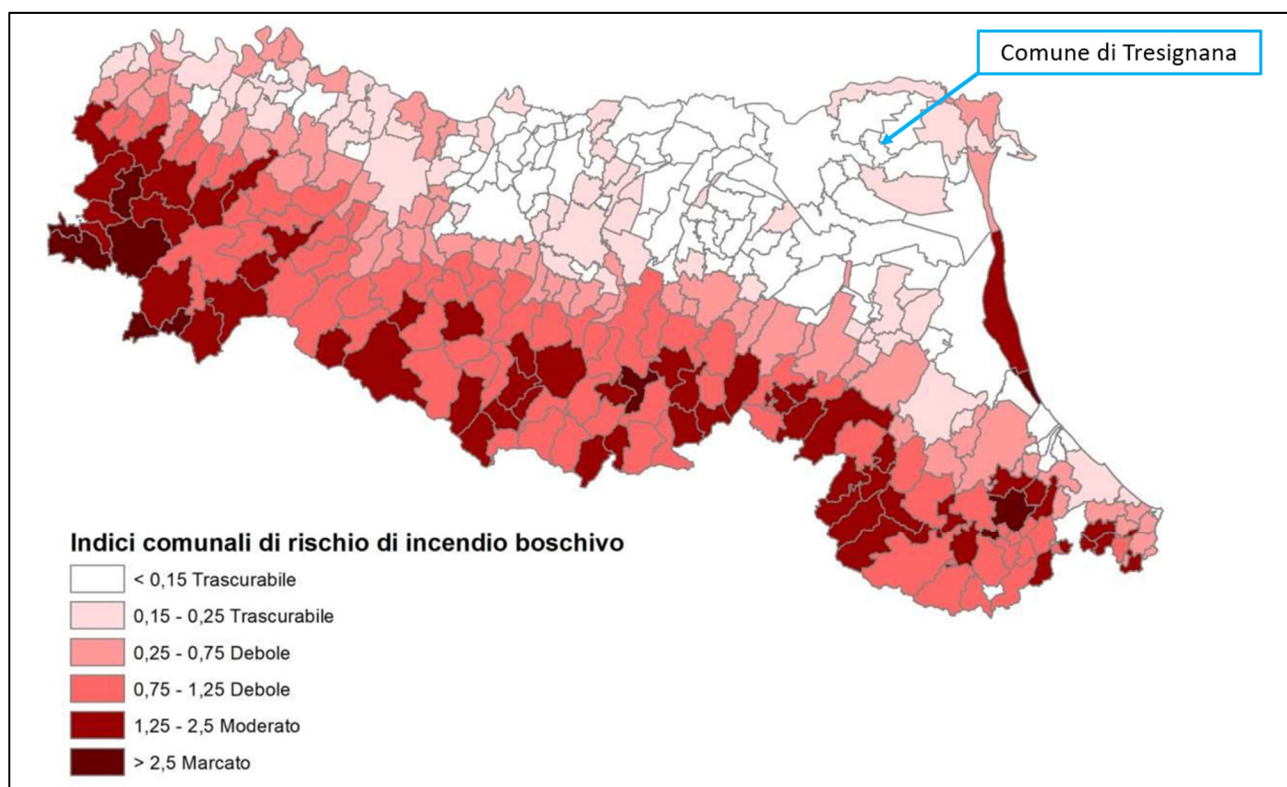 Comune di Tresignana
Indici comunali di rischio di incendio boschivo
< 0,15 Trascurabile
0,15 - 0,25 Trascurabile
0,25 - 0,75 Debole
0,75 - 1,25 Debole
1,25 - 2,5 Moderato
> 2,5 Marcato